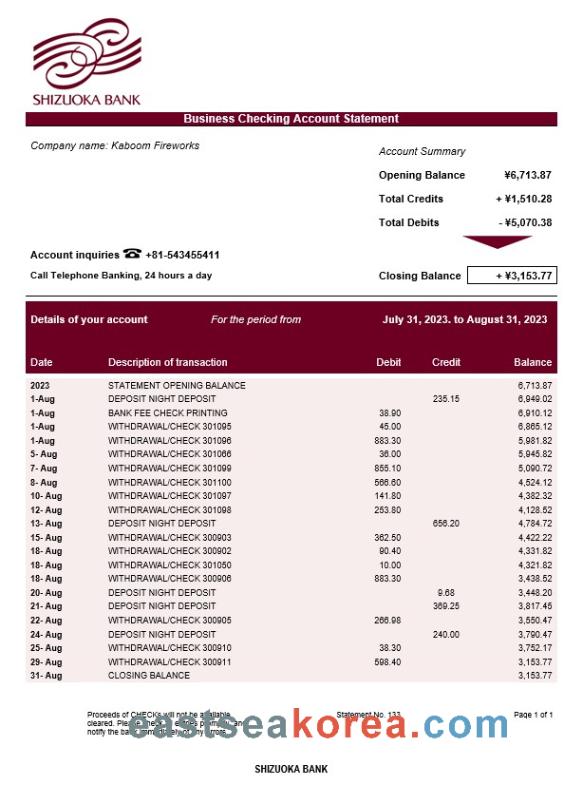 SHIZUOKA BANK
Business Checking Account Statement
Company name: Kaboom Fireworks
Account Summary
Opening Balance ¥6,713.87
Total Credits + ¥1,510.28
Total Debits - ¥5,070.38
Account inquiries ☎ +81-543455411
Call Telephone Banking, 24 hours a day
Closing Balance + ¥3,153.77
Details of your account For the period from July 31, 2023. to August 31, 2023
Date Description of transaction Debit Credit Balance
2023 STATEMENT OPENING BALANCE 6,713.87
1-Aug DEPOSIT NIGHT DEPOSIT 235.15 6,949.02
1-Aug BANK FEE CHECK PRINTING 38.90 6,910.12
1-Aug WITHDRAWAL/CHECK 301095 45.00 6,865.12
1-Aug WITHDRAWAL/CHECK 301096 883.30 5,981.82
5- Aug WITHDRAWAL/CHECK 301066 36.00 5,945.82
7- Aug WITHDRAWAL/CHECK 301099 855.10 5,090.72
8- Aug WITHDRAWAL/CHECK 301100 566.60 4,524.12
10- Aug WITHDRAWAL/CHECK 301097 141.80 4,382.32
12- Aug WITHDRAWAL/CHECK 301098 253.80 4,128.52
13- Aug DEPOSIT NIGHT DEPOSIT 656.20 4,784.72
15- Aug WITHDRAWAL/CHECK 300903 362.50 4,422.22
18- Aug WITHDRAWAL/CHECK 300902 90.40 4,331.82
18- Aug WITHDRAWAL/CHECK 301050 10.00 4,321.82
18- Aug WITHDRAWAL/CHECK 300906 883.30 3,438.52
20- Aug DEPOSIT NIGHT DEPOSIT 9.68 3,448.20
21- Aug DEPOSIT NIGHT DEPOSIT 369.25 3,817.45
22- Aug WITHDRAWAL/CHECK 300905 266.98 3,550.47
24- Aug DEPOSIT NIGHT DEPOSIT 240.00 3,790.47
25- Aug WITHDRAWAL/CHECK 300910 38.30 3,752.17
29- Aug WITHDRAWAL/CHECK 300911 598.40 3,153.77
31- Aug CLOSING BALANCE 3,153.77
Proceeds of CHECKs will not be available Statement No. 133 Page 1 of 1
cleared. Please and
notify the bank immediately of any errors.
eastseakorea.com
SHIZUOKA BANK